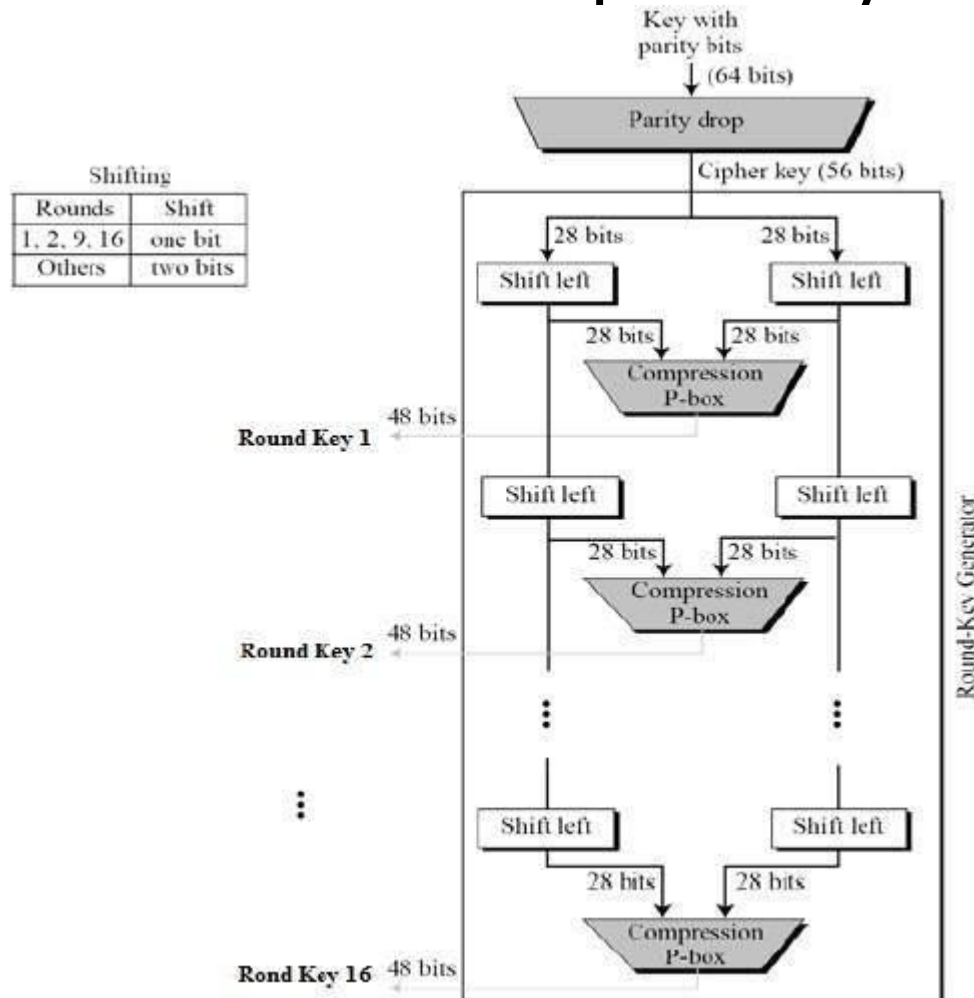 Key with
parity bits
(64 bits)
Parity drop
Cipher key (56 bits)
Shifting
Rounds Shift
1, 2, 9, 16 one bit
Others two bits
28 bits 28 bits
Shift left Shift left
28 bits 28 bits
Compression
P-box
48 bits
Round Key 1
Shift left Shift left
28 bits 28 bits
Compression
P-box
48 bits
Round Key 2
Round-Key Generator
Shift left Shift left
28 bits 28 bits
Compression
P-box
48 bits
Rond Key 16